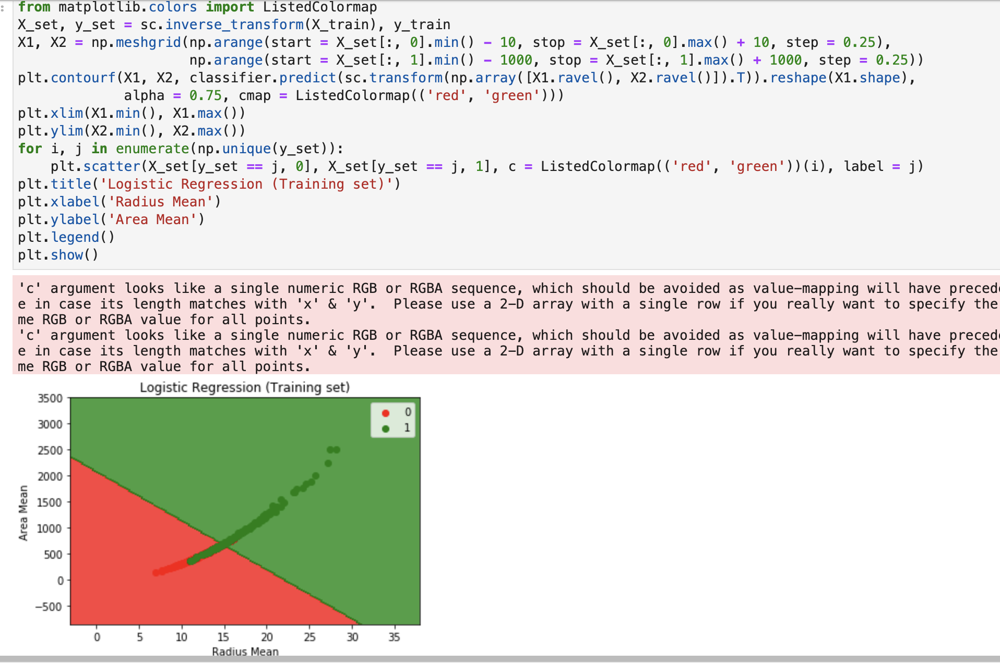 from matplotlib.colors import ListedColormap
X_set, y_set = sc.inverse_transform(X_train), y_train
X1, X2 = np.meshgrid(np.arange(start = X_set[:, 0].min() - 10, stop = X_set[:, 0].max() + 10, step = 0.25),
                     np.arange(start = X_set[:, 1].min() - 1000, stop = X_set[:, 1].max() + 1000, step = 0.25))
plt.contourf(X1, X2, classifier.predict(sc.transform(np.array([X1.ravel(), X2.ravel()]).T)).reshape(X1.shape),
             alpha = 0.75, cmap = ListedColormap(('red', 'green')))
plt.xlim(X1.min(), X1.max())
plt.ylim(X2.min(), X2.max())
for i, j in enumerate(np.unique(y_set)):
    plt.scatter(X_set[y_set == j, 0], X_set[y_set == j, 1], c = ListedColormap(('red', 'green'))(i), label = j)
plt.title('Logistic Regression (Training set)')
plt.xlabel('Radius Mean')
plt.ylabel('Area Mean')
plt.legend()
plt.show()
'c' argument looks like a single numeric RGB or RGBA sequence, which should be avoided as value-mapping will have preced
e in case its length matches with 'x' & 'y'.  Please use a 2-D array with a single row if you really want to specify the
me RGB or RGBA value for all points.
'c' argument looks like a single numeric RGB or RGBA sequence, which should be avoided as value-mapping will have preced
e in case its length matches with 'x' & 'y'.  Please use a 2-D array with a single row if you really want to specify the
me RGB or RGBA value for all points.
Logistic Regression (Training set)
3500
3000
2500
2000
1500
1000
500
0
−500
Area Mean
0
1
0 5 10 15 20 25 30 35
Radius Mean